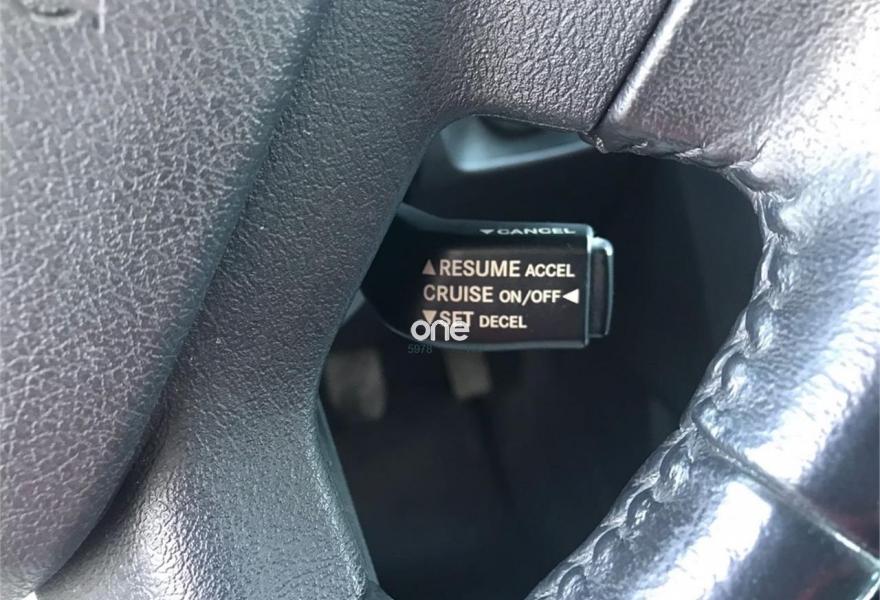 ▼CANCEL
▲RESUME ACCEL
CRUISE ON/OFF◀
▼SET DECEL
one
5978